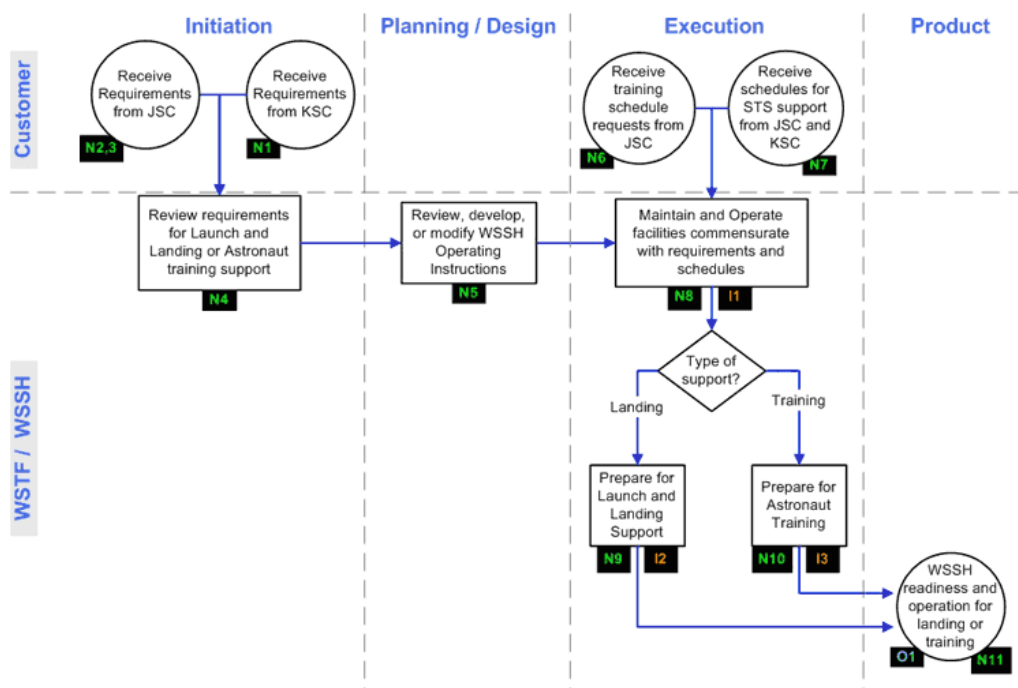 Initiation
Planning / Design
Execution
Product
Customer
Receive
Requirements
from JSC
N2,3
Receive
Requirements
from KSC
N1
Receive
training
schedule
requests from
JSC
N6
Receive
schedules for
STS support
from JSC and
KSC
N7
WSTF / WSSH
Review requirements
for Launch and
Landing or Astronaut
training support
N4
Review, develop,
or modify WSSH
Operating
Instructions
N5
Maintain and Operate
facilities commensurate
with requirements and
schedules
N8
I1
Type of
support?
Landing
Training
Prepare for
Launch and
Landing
Support
N9
I2
Prepare for
Astronaut
Training
N10
I3
WSSH
readiness and
operation for
landing or
training
O1
N11